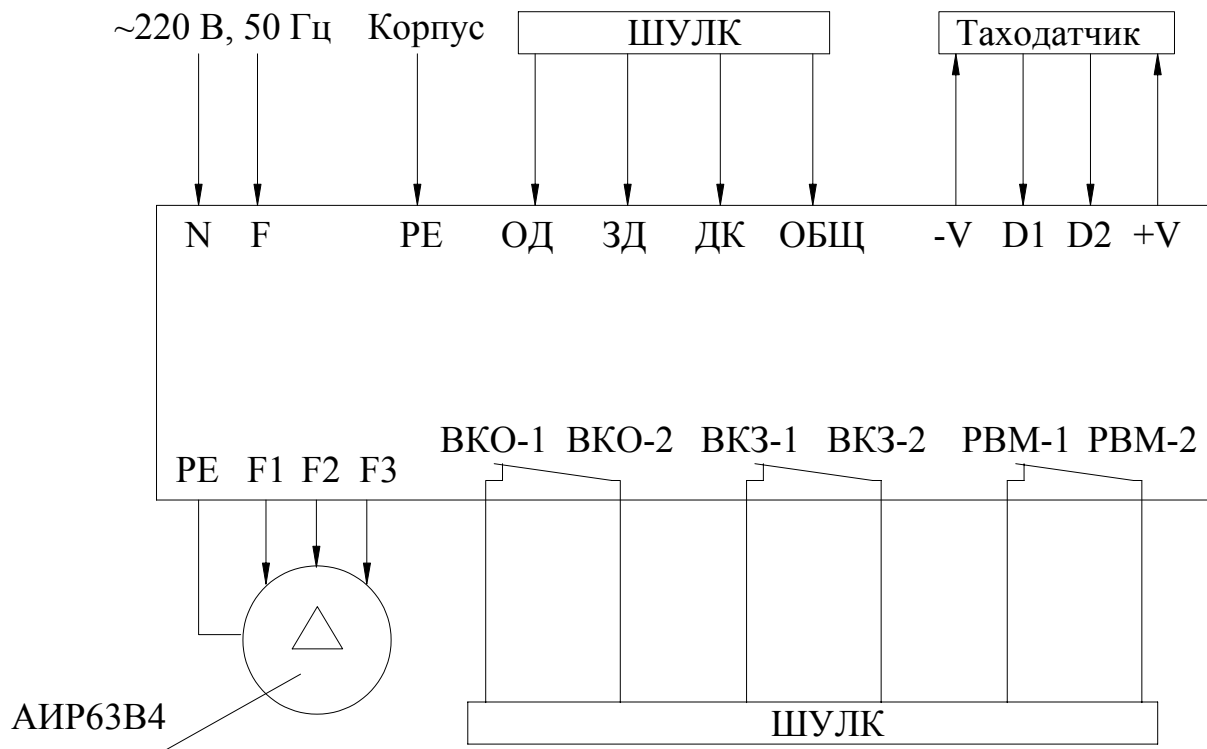 ~220 В, 50 Гц Корпус ШУЛК Таходатчик
N F PE ОД ЗД ДК ОБЩ -V D1 D2 +V
ВКО-1 ВКО-2 ВКЗ-1 ВКЗ-2 РВМ-1 РВМ-2
PE F1 F2 F3
АИР63В4
ШУЛК